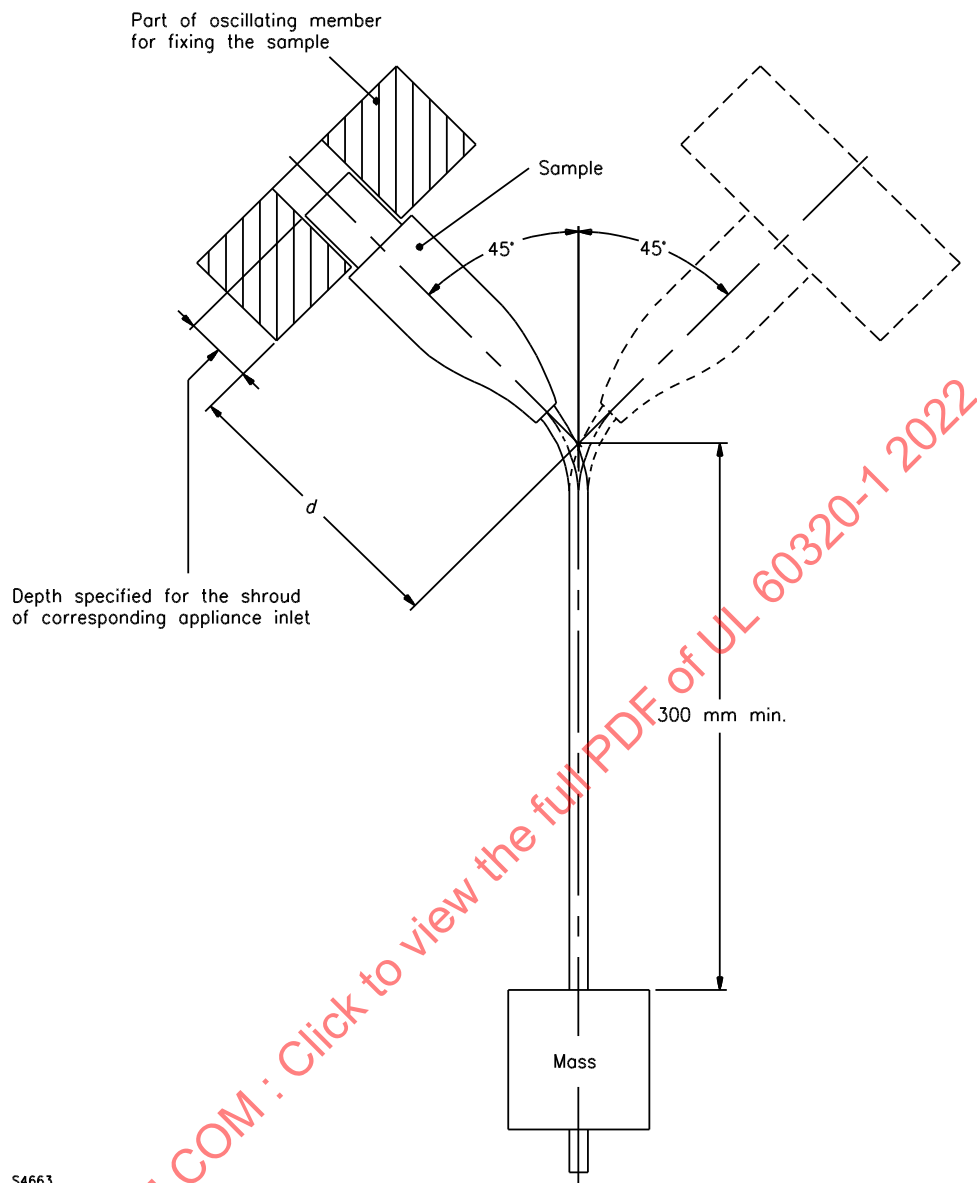 Part of oscillating member
for fixing the sample
Sample
45°
45°
d
Depth specified for the shroud
of corresponding appliance inlet
300 mm min.
Mass
S4663
COM : Click to view the full PDF of UL 60320-1 2022